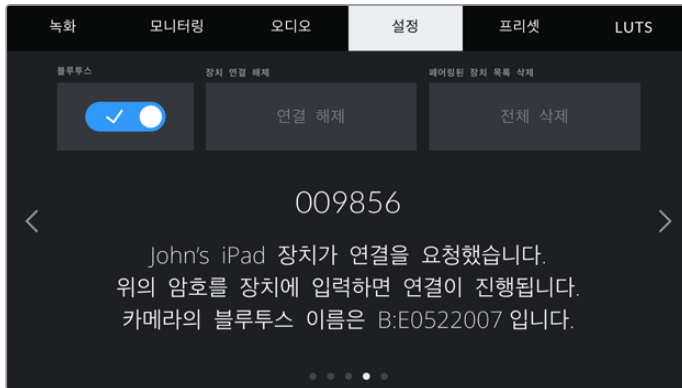 녹화 모니터링 오디오 설정 프리셋 LUTS
블루투스 장치 연결 해제 페어링된 장치 목록 삭제
연결 해제 전체 삭제
009856
John's iPad 장치가 연결을 요청했습니다.
위의 암호를 장치에 입력하면 연결이 진행됩니다.
카메라의 블루투스 이름은 B:E0522007 입니다.